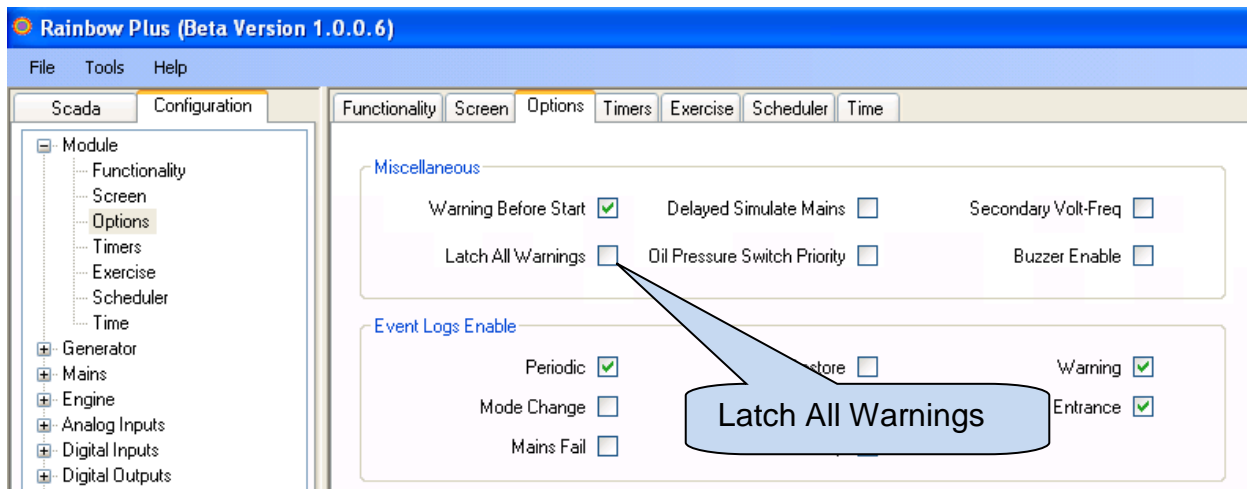 Rainbow Plus (Beta Version 1.0.0.6)
File Tools Help
Scada Configuration
Module
Functionality
Screen
Options
Timers
Exercise
Scheduler
Time
Generator
Mains
Engine
Analog Inputs
Digital Inputs
Digital Outputs
Functionality Screen Options Timers Exercise Scheduler Time
Miscellaneous
Warning Before Start Delayed Simulate Mains Secondary Volt-Freq
Latch All Warnings Oil Pressure Switch Priority Buzzer Enable
Event Logs Enable
Periodic Warning
Mode Change Entrance
Mains Fail
Latch All Warnings